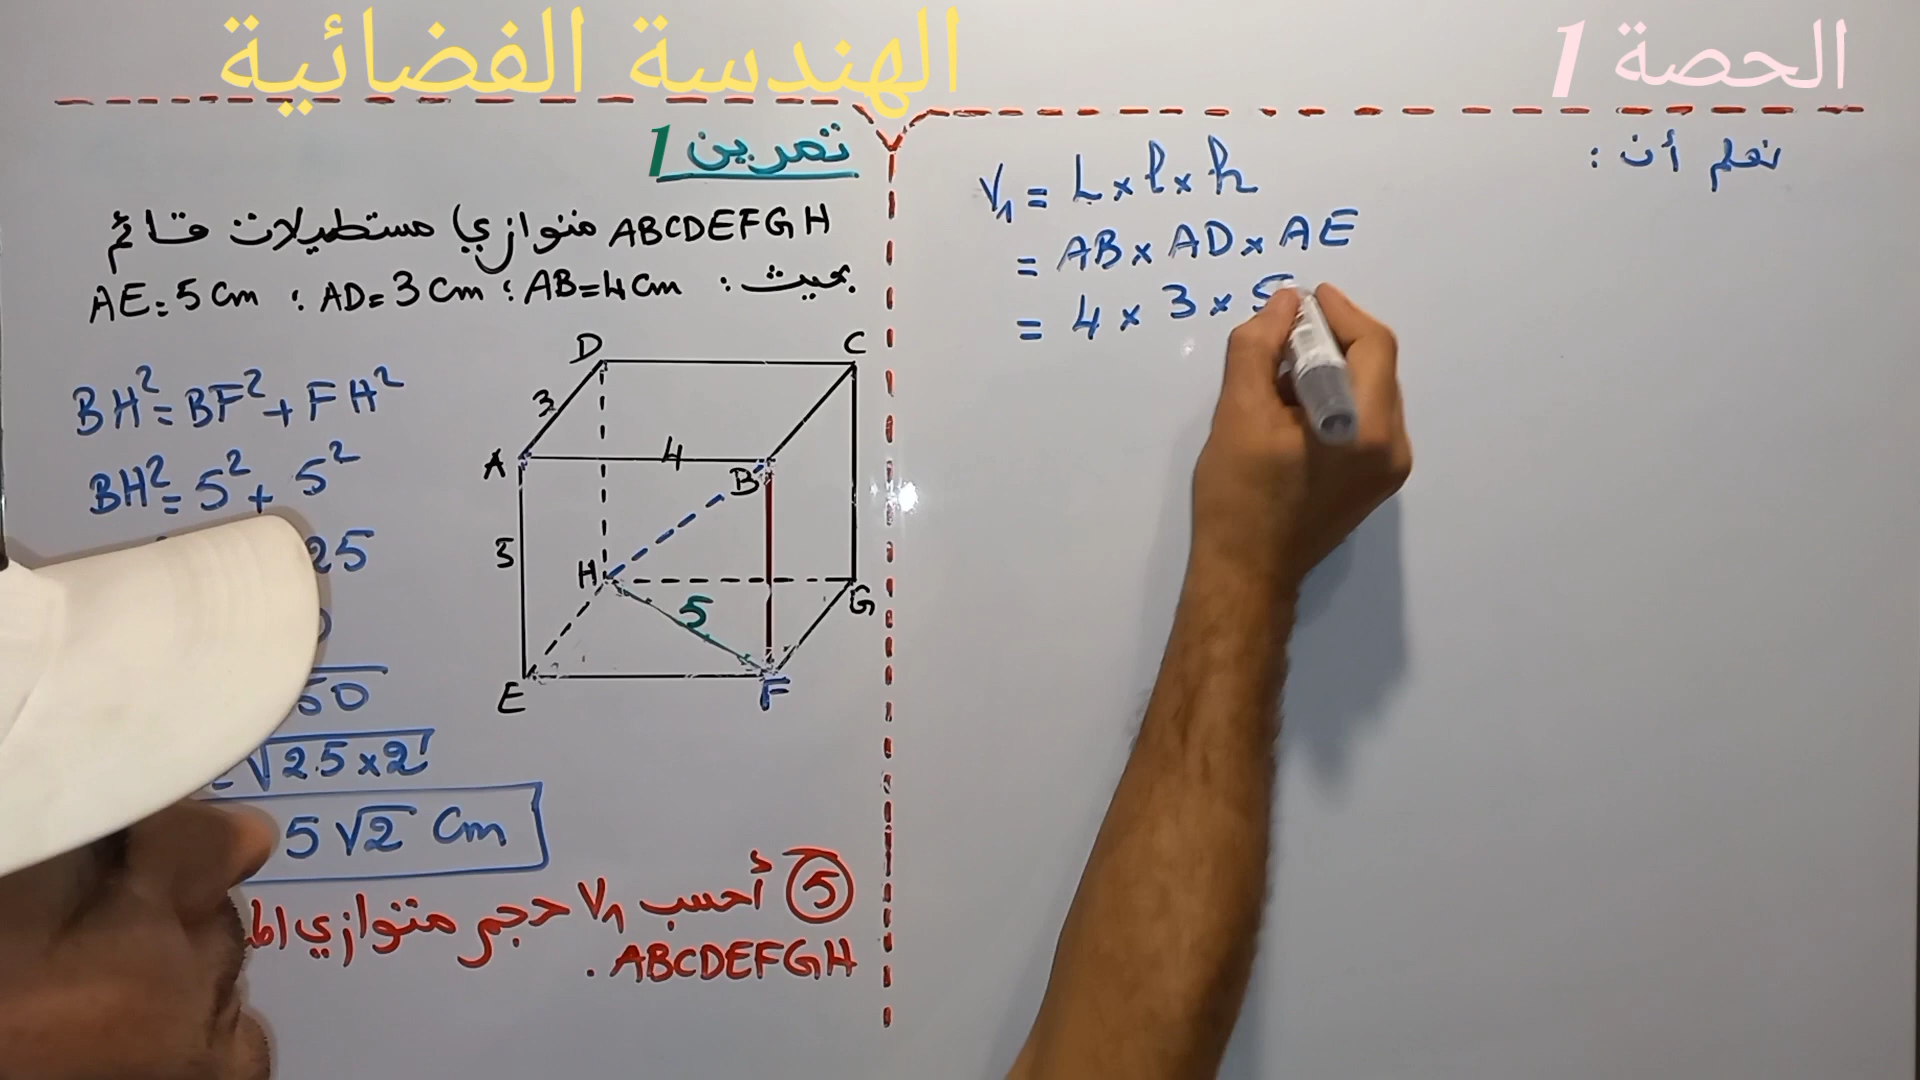 الهندسة الفضائية
الحصة 1
تمرين 1
ABCDEFGH متوازي مستطيلات قائم
بحيث : AB=4cm ; AD=3cm ; AE=5cm
BH²=BF²+FH²
BH²=5²+5²
25
50
=√25×2
5√2 cm
D
C
3
A
4
B
5
H
5
G
E
F
⑤ أحسب V₁ حجم متوازي
ABCDEFGH .
نعلم أن :
V₁ = L×l×h
= AB×AD×AE
= 4×3×5